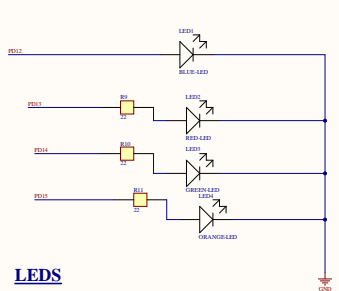 LED1
PD12
BLUE-LED
R9
LED2
PD13
22
RED-LED
R10
LED3
PD14
22
GREEN-LED
R11
LED4
PD15
22
ORANGE-LED
LEDS
GND